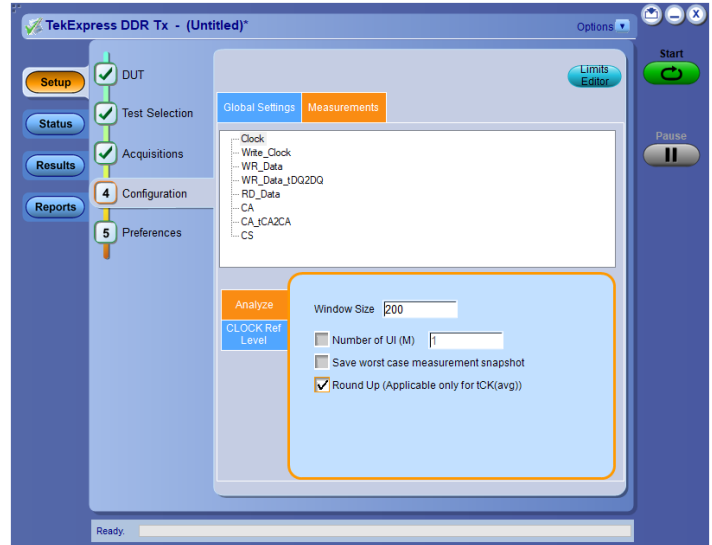 TekExpress DDR Tx - (Untitled)*
Options
Start
Setup
DUT
Limits
Editor
Status
Test Selection
Global Settings
Measurements
Pause
Results
Acquisitions
Clock
Write_Clock
WR_Data
WR_Data_tDQ2DQ
RD_Data
CA
CA_tCA2CA
CS
4
Configuration
Reports
5
Preferences
Analyze
CLOCK Ref
Level
Window Size 200
Number of UI (M) 1
Save worst case measurement snapshot
Round Up (Applicable only for tCK(avg))
Ready.